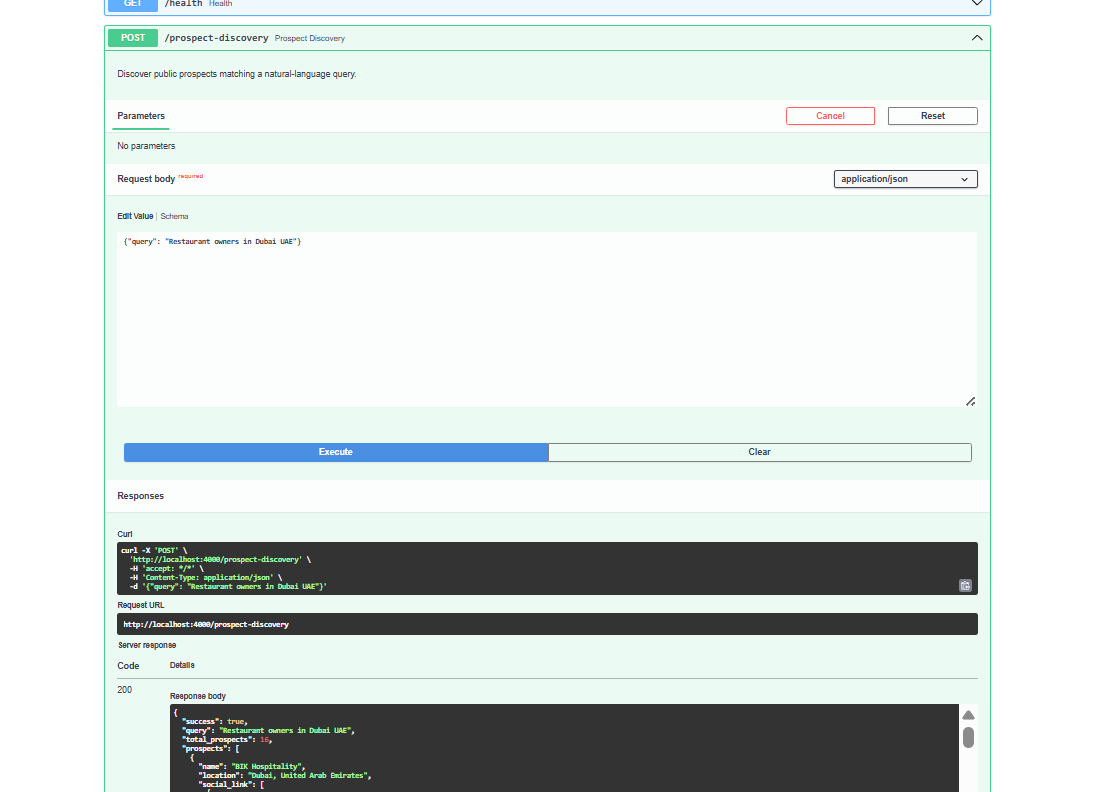 GET /health Health
POST /prospect-discovery Prospect Discovery
Discover public prospects matching a natural-language query.
Parameters
Cancel
Reset
No parameters
Request body required
application/json
Edit Value | Schema
{"query": "Restaurant owners in Dubai UAE"}
Execute
Clear
Responses
Curl
curl -X 'POST' \
'http://localhost:4000/prospect-discovery' \
-H 'accept: */*' \
-H 'Content-Type: application/json' \
-d '{"query": "Restaurant owners in Dubai UAE"}'
Request URL
http://localhost:4000/prospect-discovery
Server response
Code Details
200
Response body
{
"success": true,
"query": "Restaurant owners in Dubai UAE",
"total_prospects": 16,
"prospects": [
{
"name": "BIK Hospitality",
"location": "Dubai, United Arab Emirates",
"social_link": [